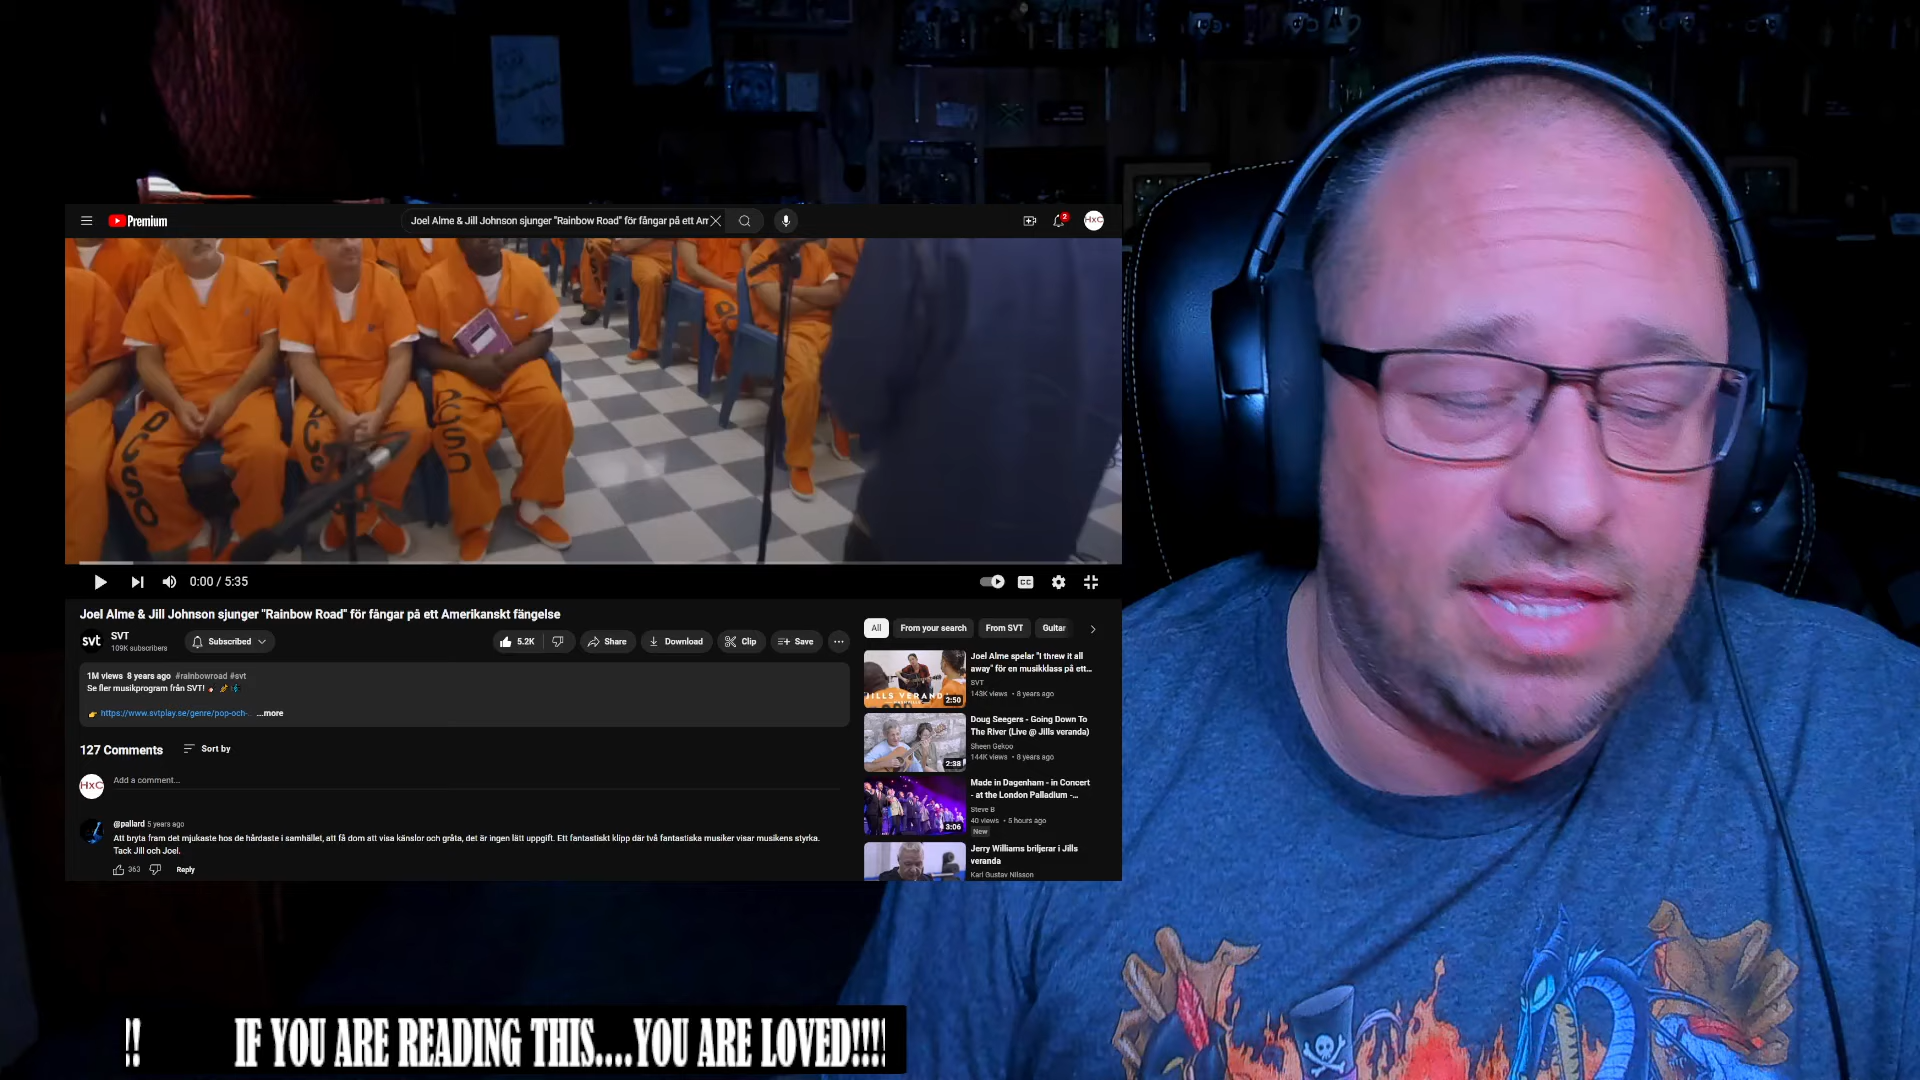 Premium
Joel Alme & Jill Johnson sjunger "Rainbow Road" för fångar på ett Am
2
HxC
DCSO
DCSO
DCSO
0:00 / 5:35
CC
Joel Alme & Jill Johnson sjunger "Rainbow Road" för fångar på ett Amerikanskt fängelse
svt
SVT
109K subscribers
Subscribed
5.2K
Share
Download
Clip
Save
1M views 8 years ago #rainbowroad #svt
Se fler musikprogram från SVT!
https://www.svtplay.se/genre/pop-och-... ...more
127 Comments
Sort by
HxC
Add a comment...
@pallard 5 years ago
Att bryta fram det mjukaste hos de hårdaste i samhället, att få dom att visa känslor och gråta, det är ingen lätt uppgift. Ett fantastiskt klipp där två fantastiska musiker visar musikens styrka.
Tack Jill och Joel.
363
Reply
All
From your search
From SVT
Guitar
JILLS VERAND
2:50
Joel Alme spelar "I threw it all
away" för en musikklass på ett...
SVT
143K views • 8 years ago
2:38
Doug Seegers - Going Down To
The River (Live @ Jills veranda)
Sheen Gekoo
144K views • 8 years ago
3:06
Made in Dagenham - in Concert
- at the London Palladium -...
Steve B
40 views • 5 hours ago
New
Jerry Williams briljerar i Jills
veranda
Karl Gustav Nilsson
!! IF YOU ARE READING THIS....YOU ARE LOVED!!!!